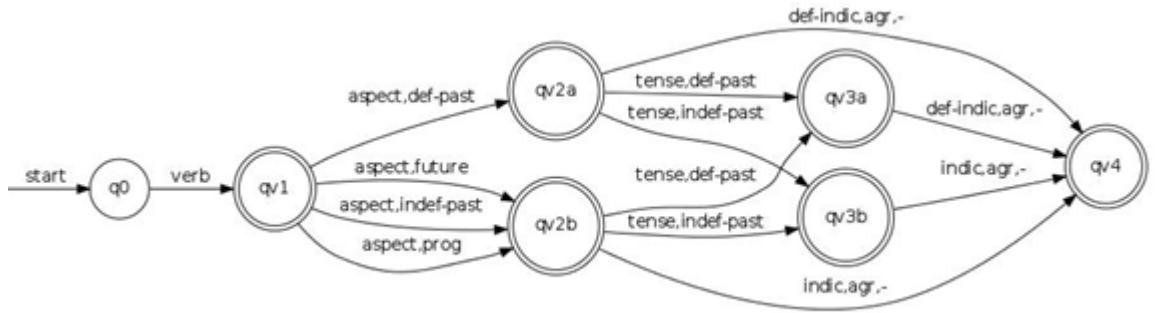 def-indic,agr,-
qv2a
tense,def-past
qv3a
aspect,def-past
tense,indef-past
def-indic,agr,-
start
q0
verb
qv1
aspect,future
tense,def-past
indic,agr,-
qv4
aspect,indef-past
qv2b
tense,indef-past
qv3b
aspect,prog
indic,agr,-